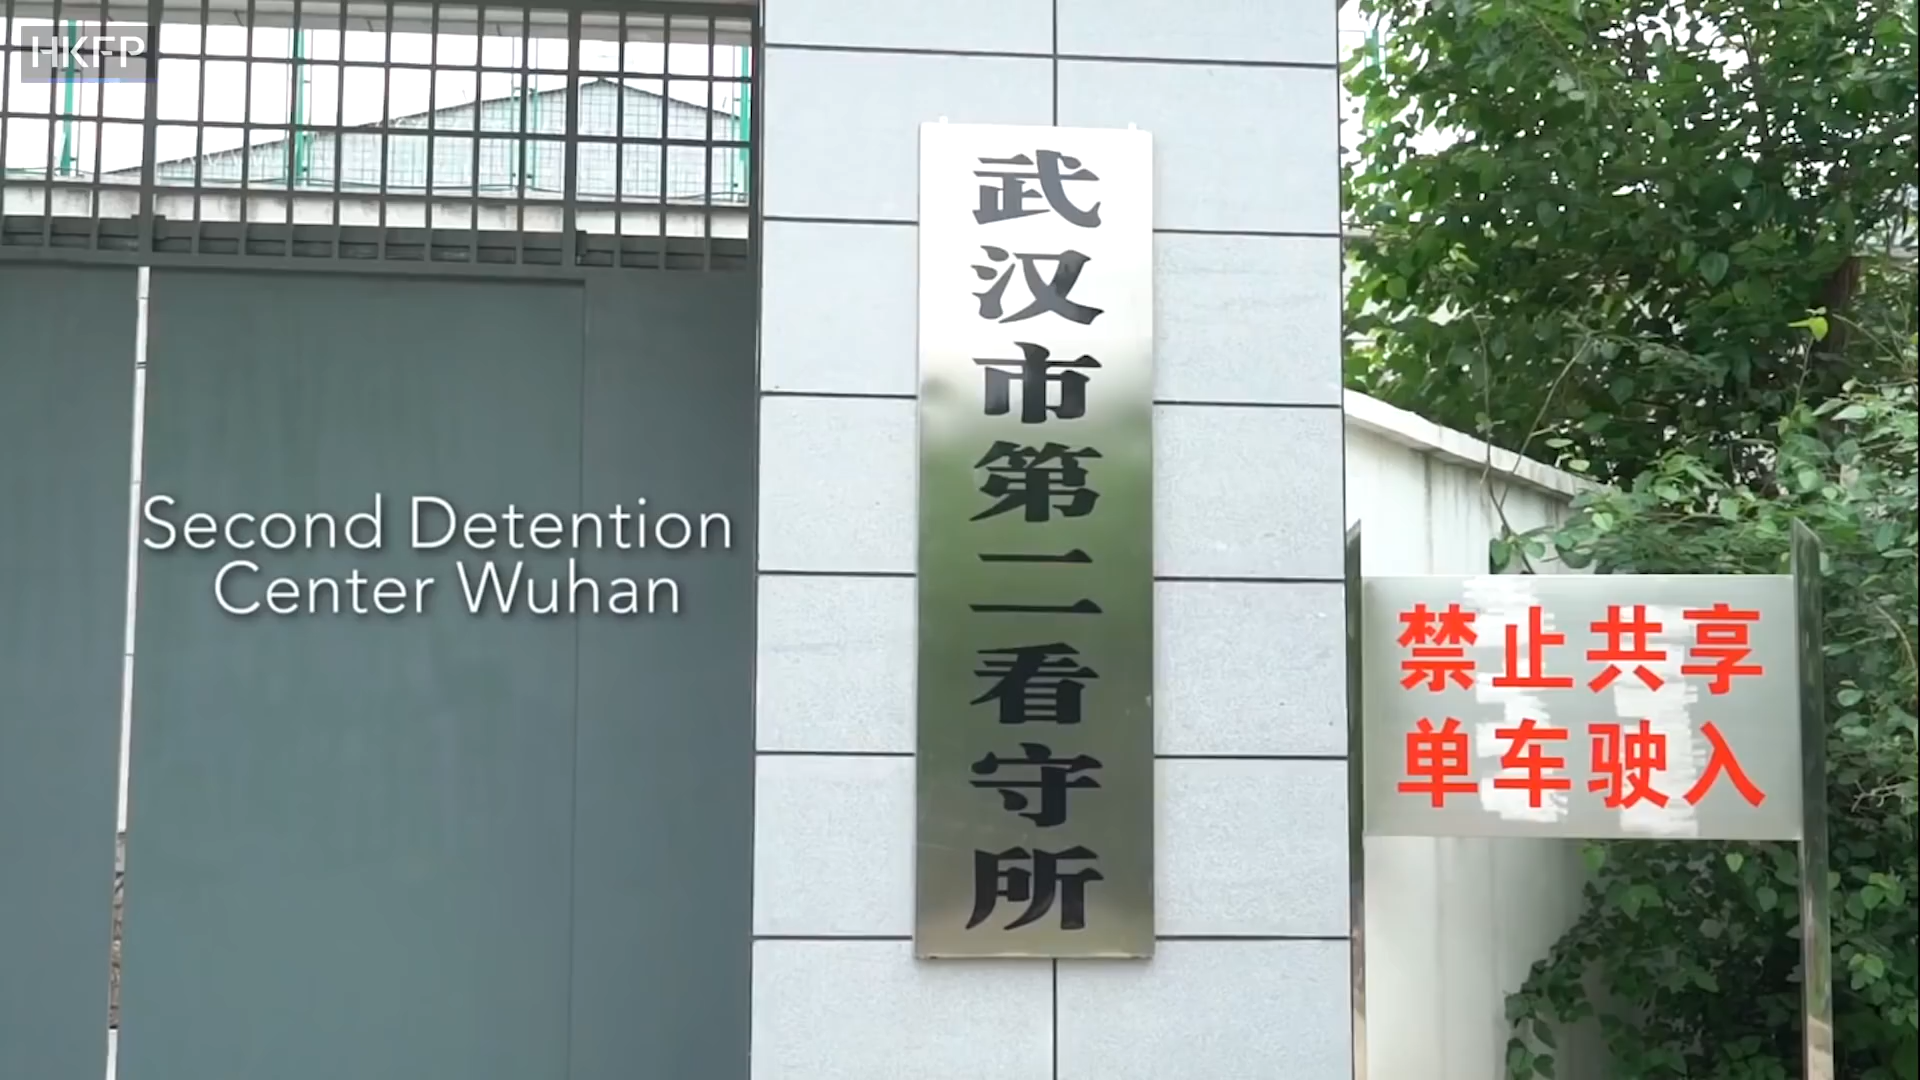 HKFP
Second Detention
Center Wuhan
武汉市第二看守所
禁止共享
单车驶入